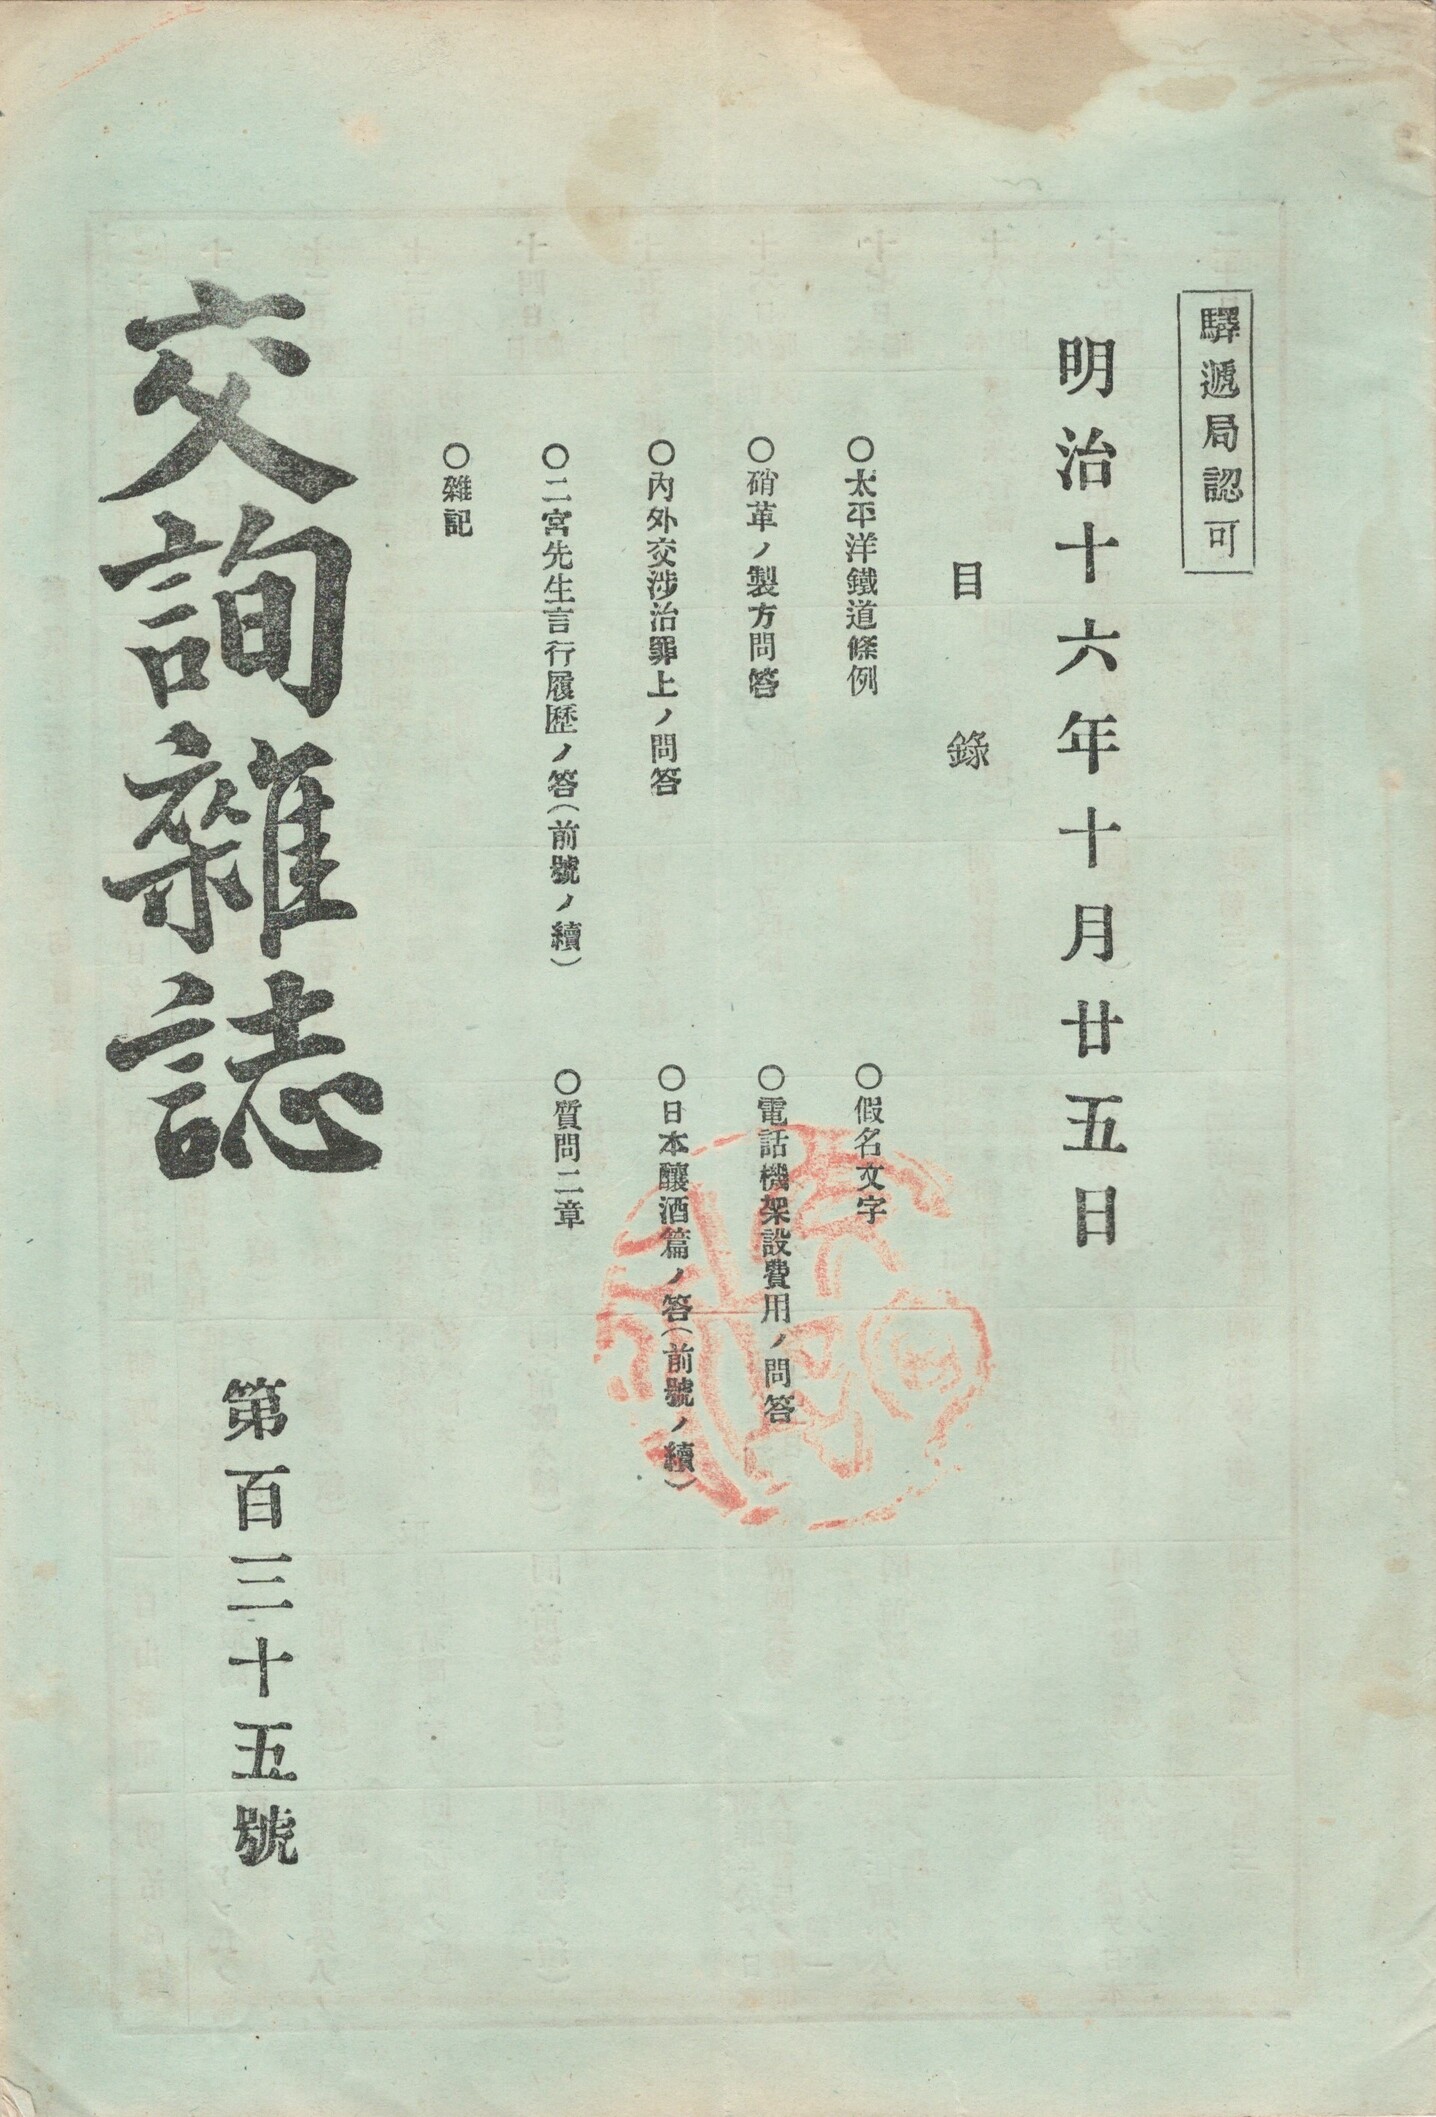 驛遞局認可
明治十六年十月廿五日
目錄
○太平洋鐵道條例
○假名文字
○硝革ノ製方問答
○電話機架設費用ノ問答
○內外交涉治罪上ノ問答
○日本釀酒篇ノ答(前號ノ續)
○二宮先生言行履歷ノ答(前號ノ續)
○質問二章
○雜記
交詢雜誌
第百三十五號